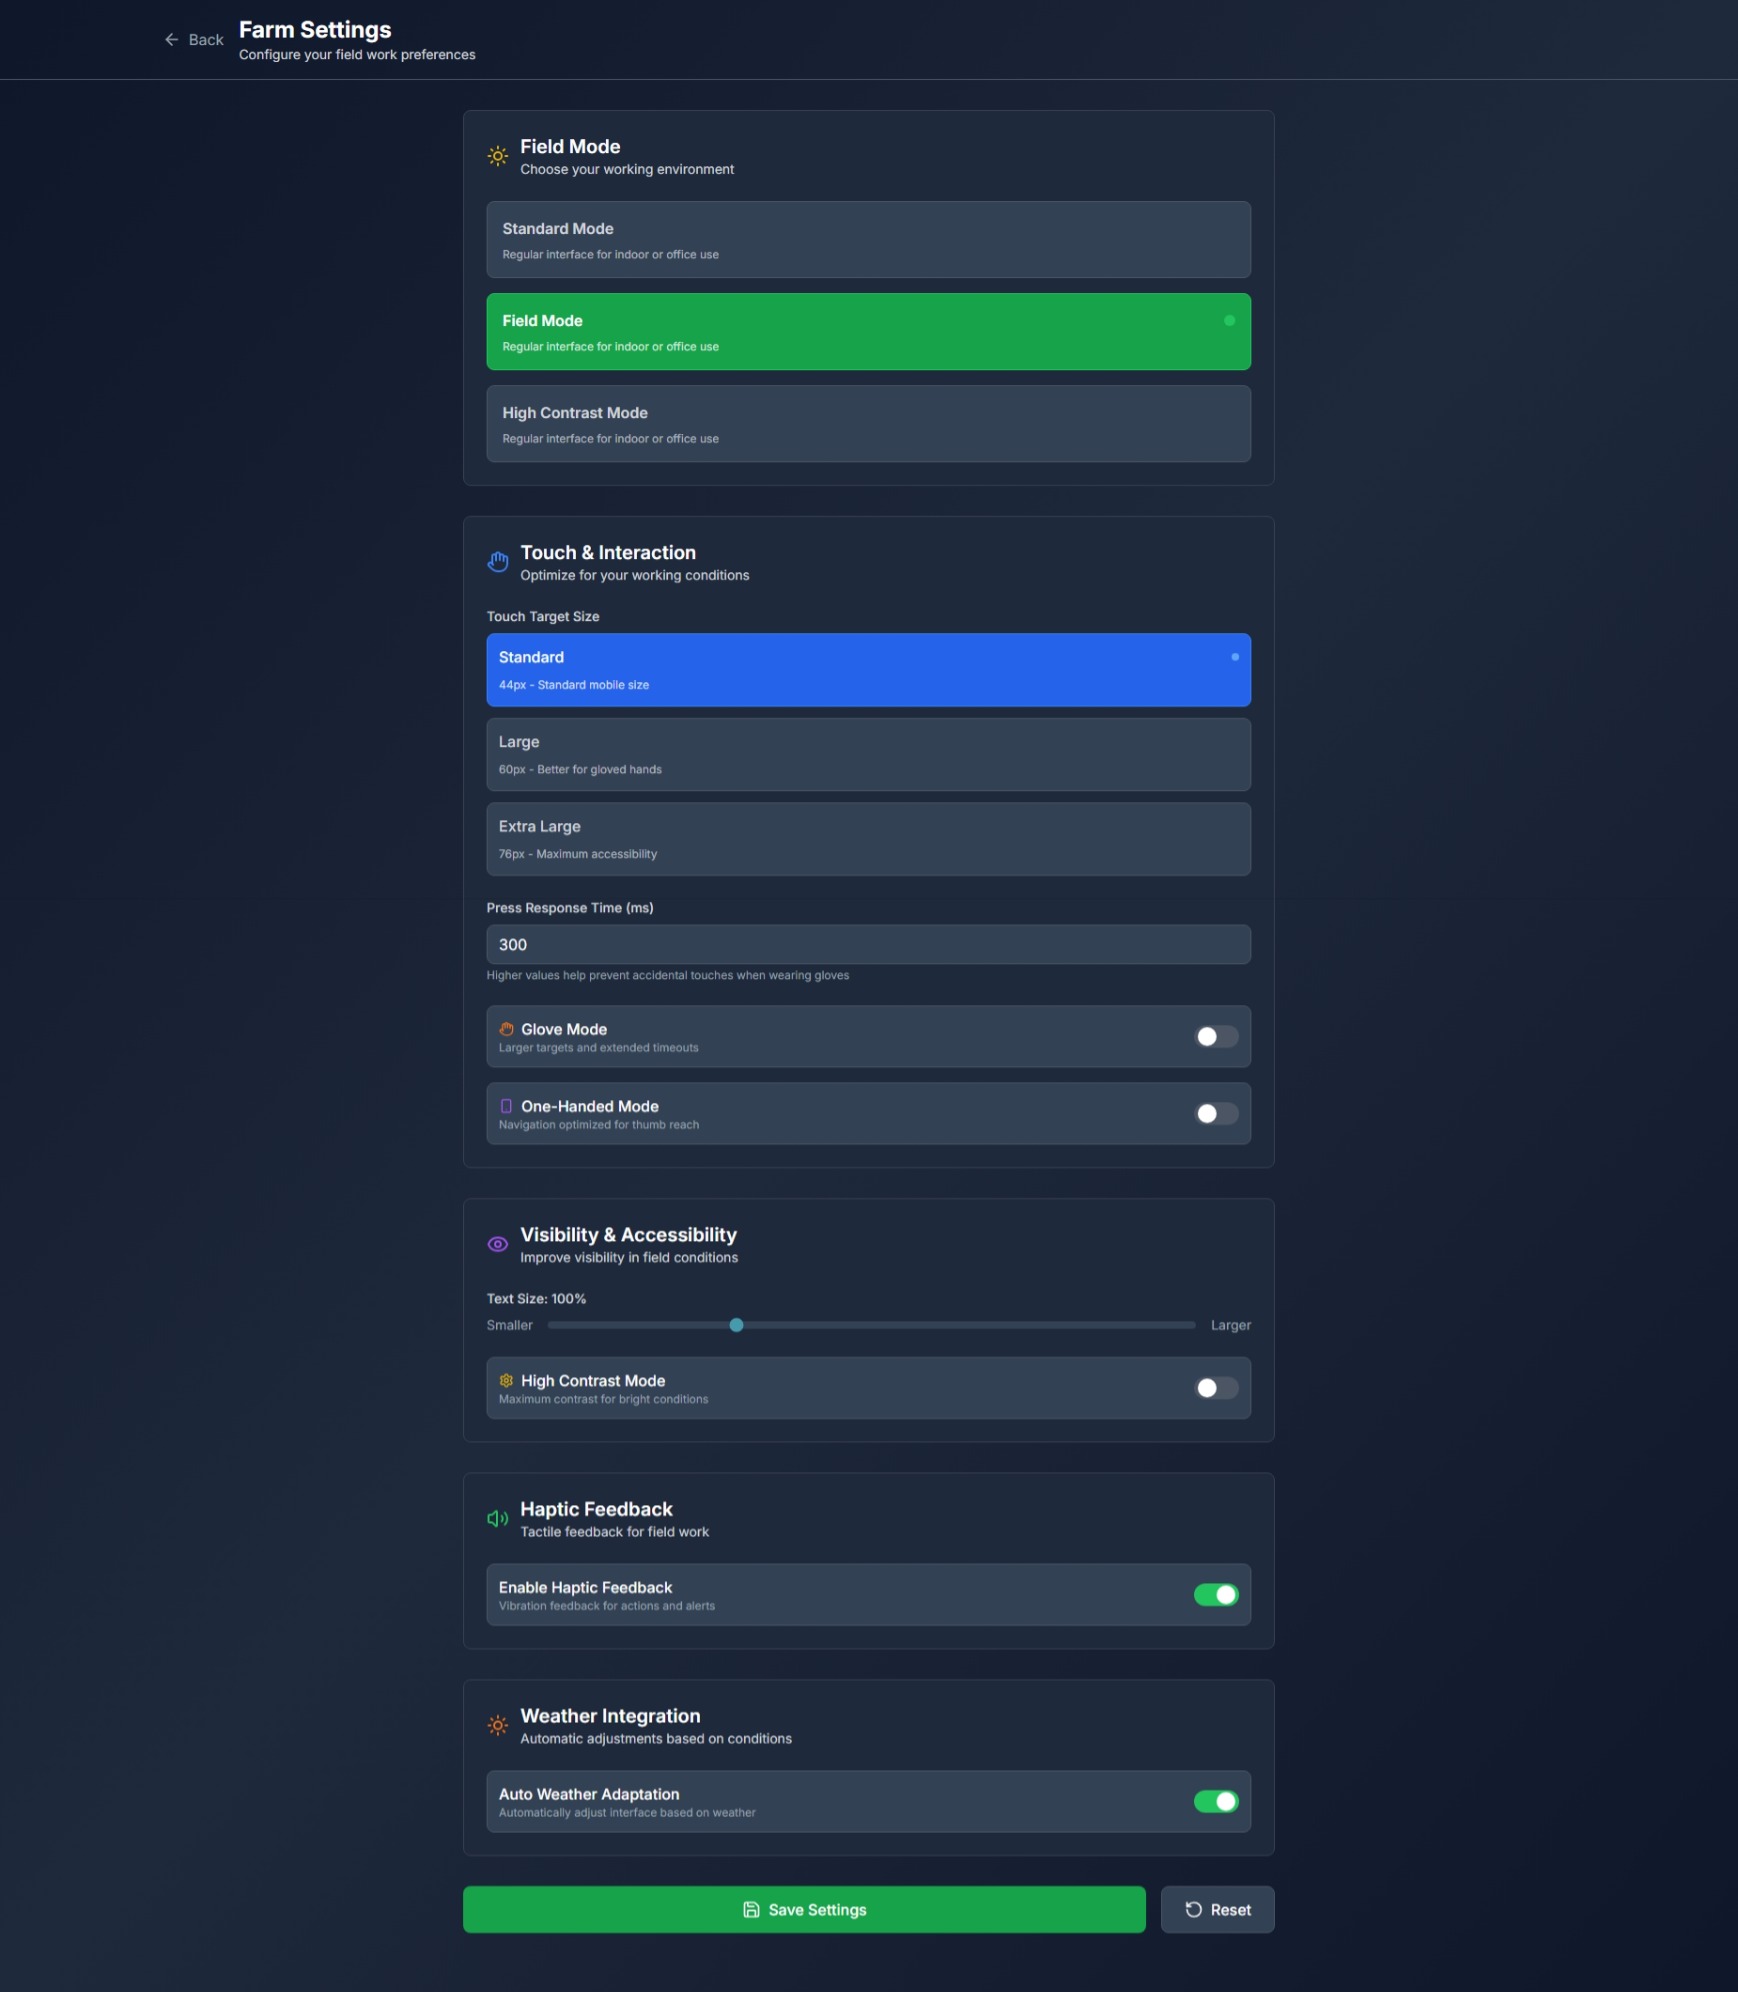 Back
Farm Settings
Configure your field work preferences
Field Mode
Choose your working environment
Standard Mode
Regular interface for indoor or office use
Field Mode
Regular interface for indoor or office use
High Contrast Mode
Regular interface for indoor or office use
Touch & Interaction
Optimize for your working conditions
Touch Target Size
Standard
44px - Standard mobile size
Large
60px - Better for gloved hands
Extra Large
76px - Maximum accessibility
Press Response Time (ms)
300
Higher values help prevent accidental touches when wearing gloves
Glove Mode
Larger targets and extended timeouts
One-Handed Mode
Navigation optimized for thumb reach
Visibility & Accessibility
Improve visibility in field conditions
Text Size: 100%
Smaller Larger
High Contrast Mode
Maximum contrast for bright conditions
Haptic Feedback
Tactile feedback for field work
Enable Haptic Feedback
Vibration feedback for actions and alerts
Weather Integration
Automatic adjustments based on conditions
Auto Weather Adaptation
Automatically adjust interface based on weather
Save Settings Reset